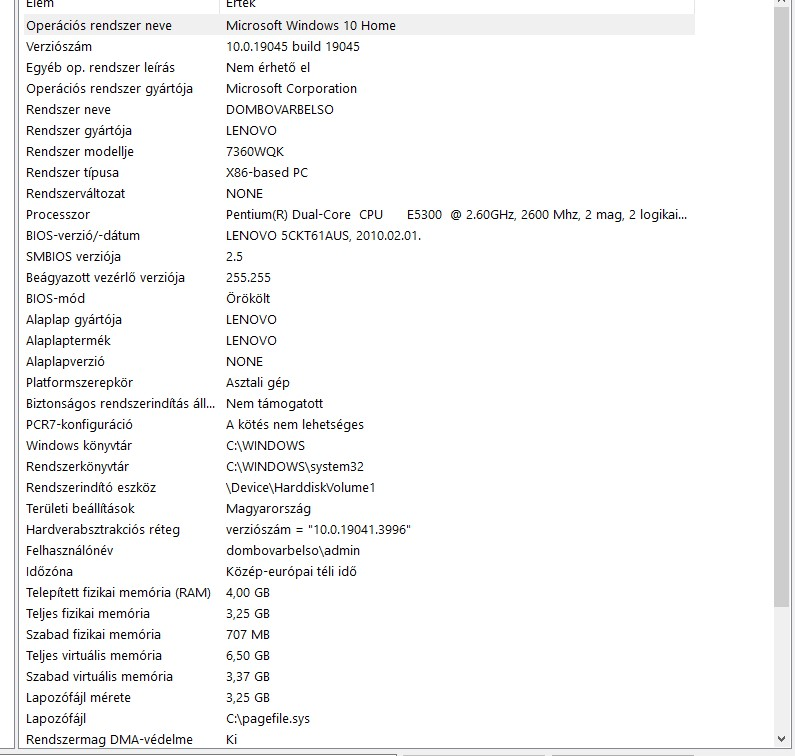 Elem Érték
Operációs rendszer neve Microsoft Windows 10 Home
Verziószám 10.0.19045 build 19045
Egyéb op. rendszer leírás Nem érhető el
Operációs rendszer gyártója Microsoft Corporation
Rendszer neve DOMBOVARBELSO
Rendszer gyártója LENOVO
Rendszer modellje 7360WQK
Rendszer típusa X86-based PC
Rendszerváltozat NONE
Processzor Pentium(R) Dual-Core CPU E5300 @ 2.60GHz, 2600 Mhz, 2 mag, 2 logikai...
BIOS-verzió/-dátum LENOVO 5CKT61AUS, 2010.02.01.
SMBIOS verziója 2.5
Beágyazott vezérlő verziója 255.255
BIOS-mód Örökölt
Alaplap gyártója LENOVO
Alaplaptermék LENOVO
Alaplapverzió NONE
Platformszerepkör Asztali gép
Biztonságos rendszerindítás áll... Nem támogatott
PCR7-konfiguráció A kötés nem lehetséges
Windows könyvtár C:\WINDOWS
Rendszerkönyvtár C:\WINDOWS\system32
Rendszerindító eszköz \Device\HarddiskVolume1
Területi beállítások Magyarország
Hardverabsztrakciós réteg verziószám = "10.0.19041.3996"
Felhasználónév dombovarbelso\admin
Időzóna Közép-európai téli idő
Telepített fizikai memória (RAM) 4,00 GB
Teljes fizikai memória 3,25 GB
Szabad fizikai memória 707 MB
Teljes virtuális memória 6,50 GB
Szabad virtuális memória 3,37 GB
Lapozófájl mérete 3,25 GB
Lapozófájl C:\pagefile.sys
Rendszermag DMA-védelme Ki